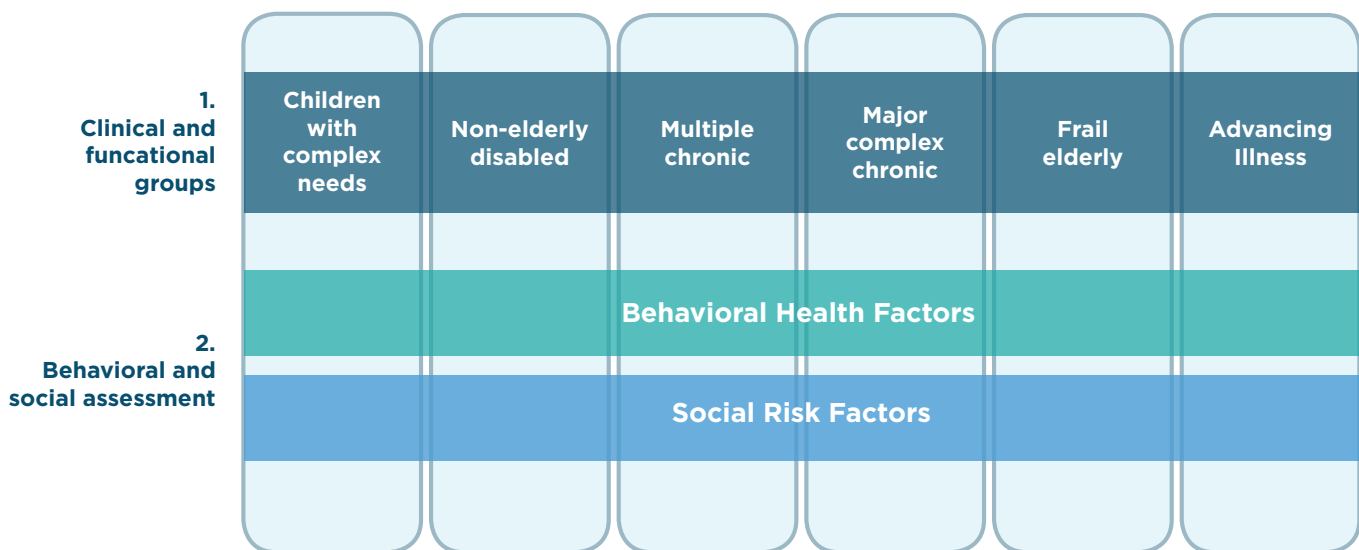 1.
Clinical and
funcational
groups
Children
with
complex
needs
Non-elderly
disabled
Multiple
chronic
Major
complex
chronic
Frail
elderly
Advancing
Illness
2.
Behavioral and
social assessment
Behavioral Health Factors
Social Risk Factors